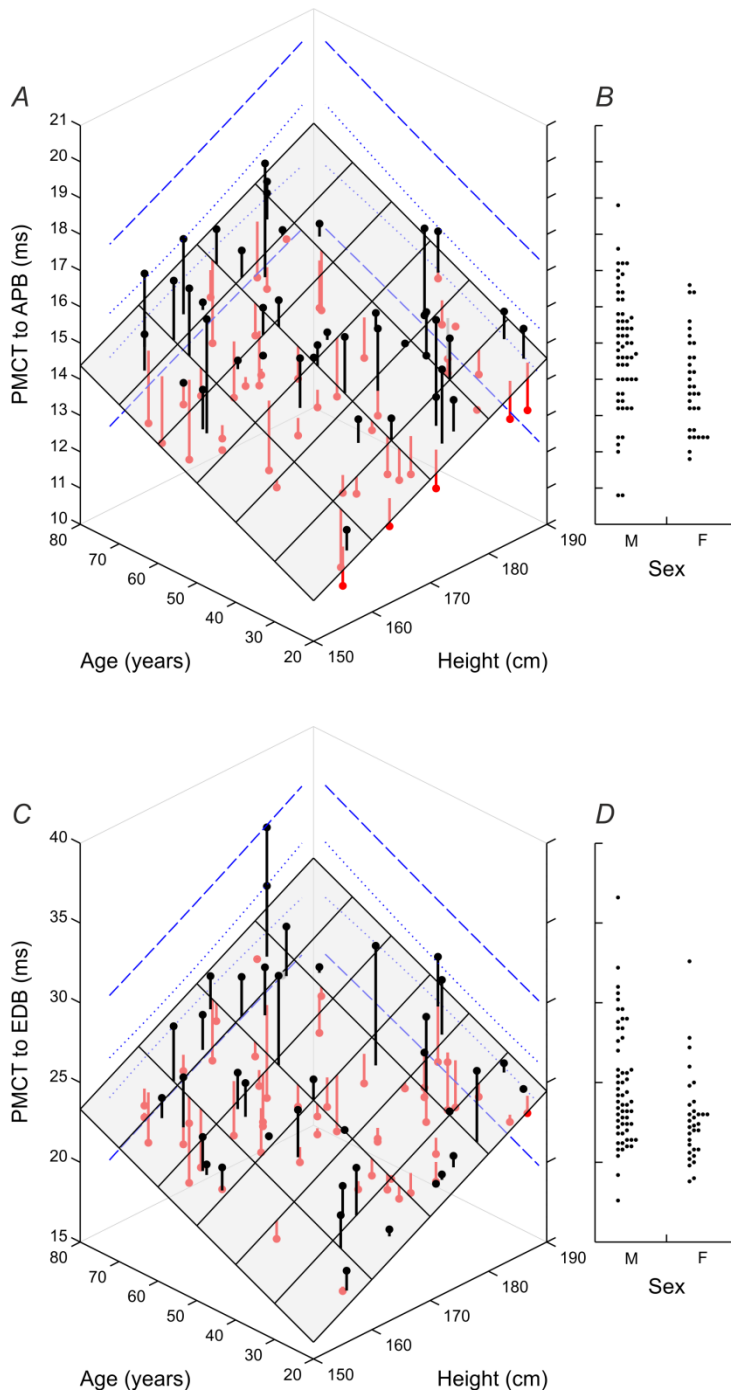 A
B
PMCT to APB (ms)
21
20
19
18
17
16
15
14
13
12
11
10
80
70
60
50
40
30
20
150
160
170
180
190
Age (years)
Height (cm)
M
F
Sex
C
D
PMCT to EDB (ms)
40
35
30
25
20
15
80
70
60
50
40
30
20
150
160
170
180
190
Age (years)
Height (cm)
M
F
Sex